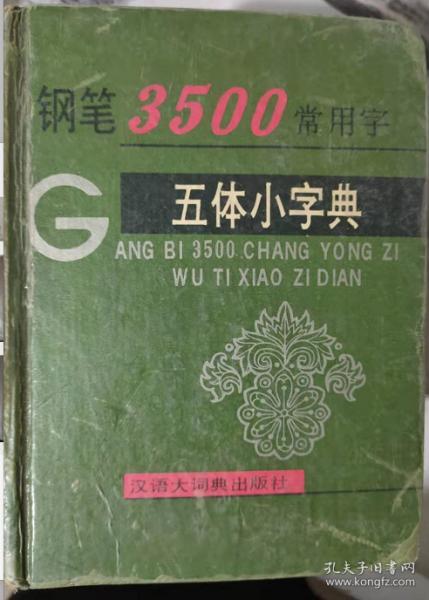 钢笔3500常用字
五体小字典
GANG BI 3500 CHANG YONG ZI
WU TI XIAO ZI DIAN
汉语大词典出版社
孔夫子旧书网
www.kongfz.com